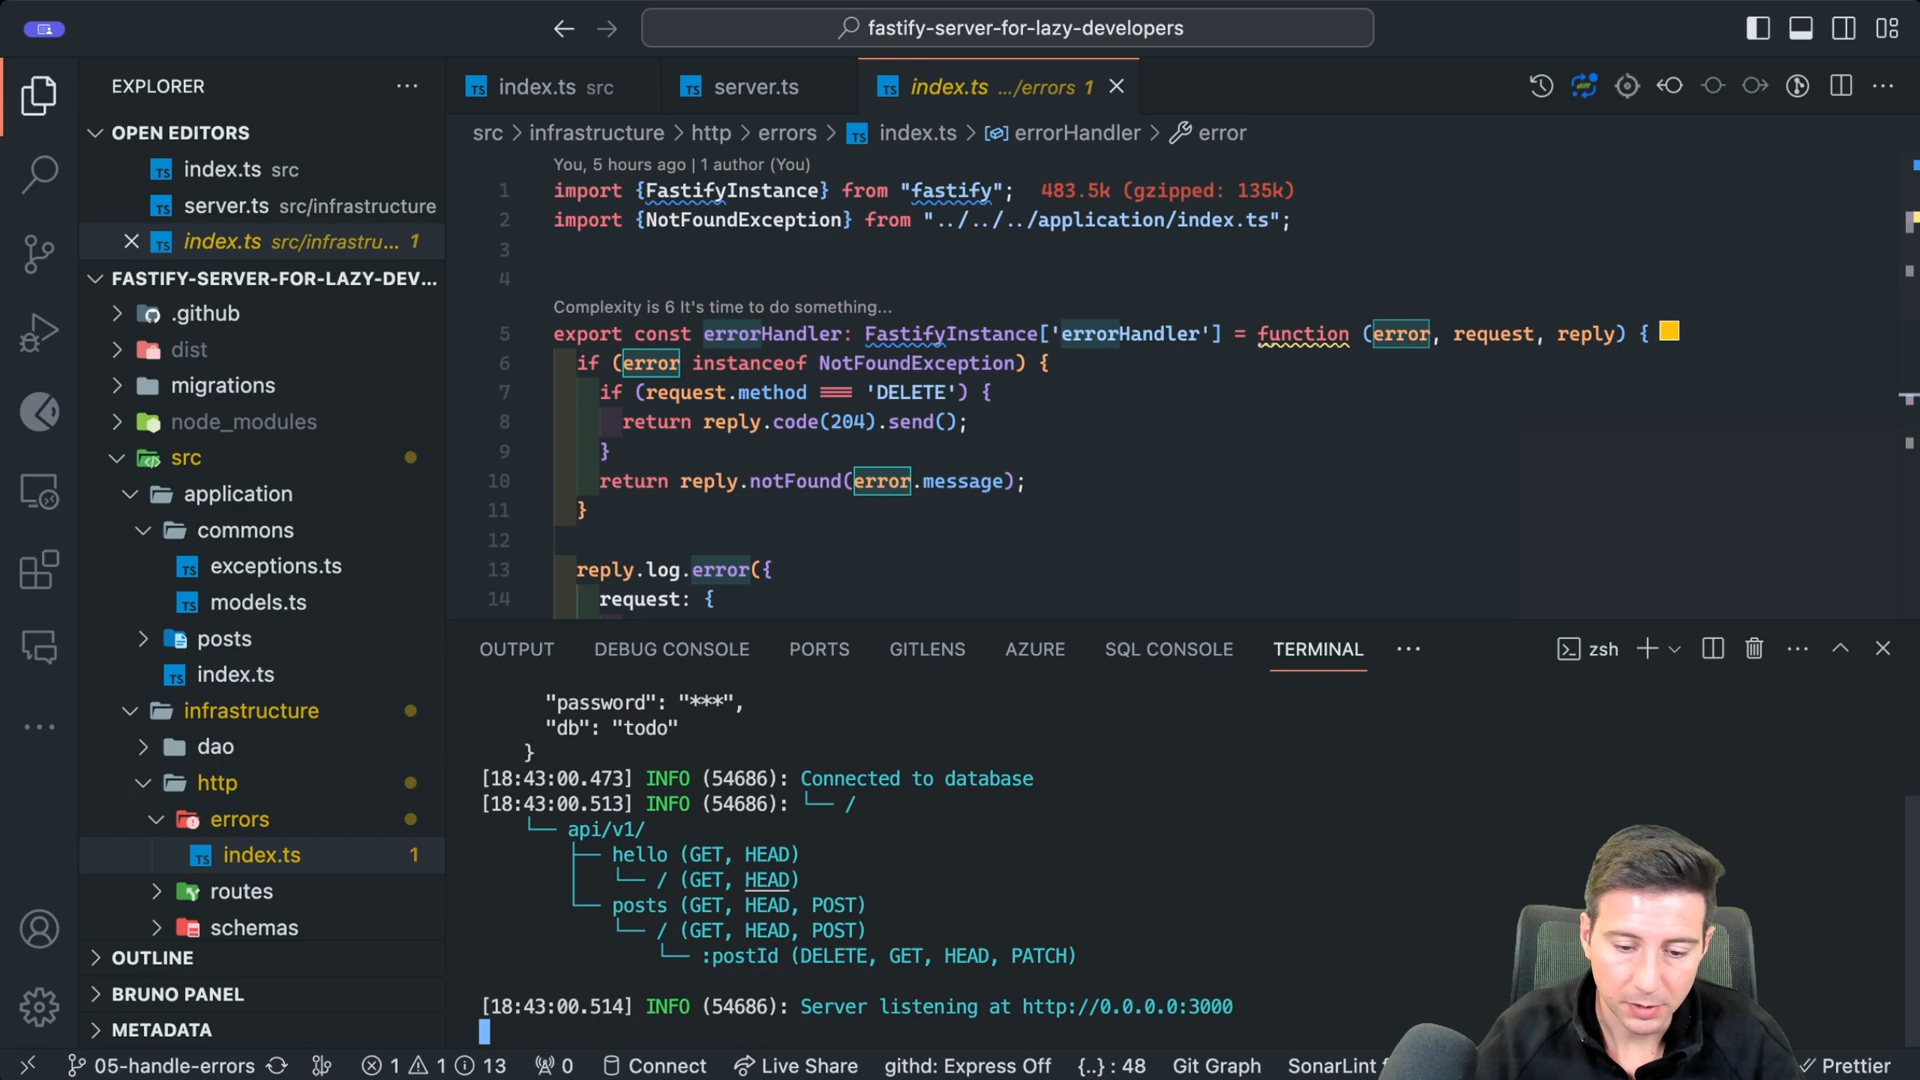 fastify-server-for-lazy-developers
EXPLORER
OPEN EDITORS
index.ts src
server.ts src/infrastructure
index.ts src/infrastru... 1
FASTIFY-SERVER-FOR-LAZY-DEV...
.github
dist
migrations
node_modules
src
application
commons
exceptions.ts
models.ts
posts
index.ts
infrastructure
dao
http
errors
index.ts 1
routes
schemas
OUTLINE
BRUNO PANEL
METADATA
index.ts src
server.ts
index.ts .../errors 1
src > infrastructure > http > errors > index.ts > errorHandler > error
You, 5 hours ago | 1 author (You)
1 import {FastifyInstance} from "fastify"; 483.5k (gzipped: 135k)
2 import {NotFoundException} from "../../../application/index.ts";
3
4
Complexity is 6 It's time to do something...
5 export const errorHandler: FastifyInstance['errorHandler'] = function (error, request, reply) {
6 if (error instanceof NotFoundException) {
7 if (request.method === 'DELETE') {
8 return reply.code(204).send();
9 }
10 return reply.notFound(error.message);
11 }
12
13 reply.log.error({
14 request: {
OUTPUT DEBUG CONSOLE PORTS GITLENS AZURE SQL CONSOLE TERMINAL zsh
"password": "***",
"db": "todo"
}
[18:43:00.473] INFO (54686): Connected to database
[18:43:00.513] INFO (54686): └── /
└── api/v1/
├── hello (GET, HEAD)
│ └── / (GET, HEAD)
└── posts (GET, HEAD, POST)
└── / (GET, HEAD, POST)
└── :postId (DELETE, GET, HEAD, PATCH)
[18:43:00.514] INFO (54686): Server listening at http://0.0.0.0:3000
05-handle-errors 1 1 13 0 Connect Live Share githd: Express Off {..} : 48 Git Graph SonarLint Prettier